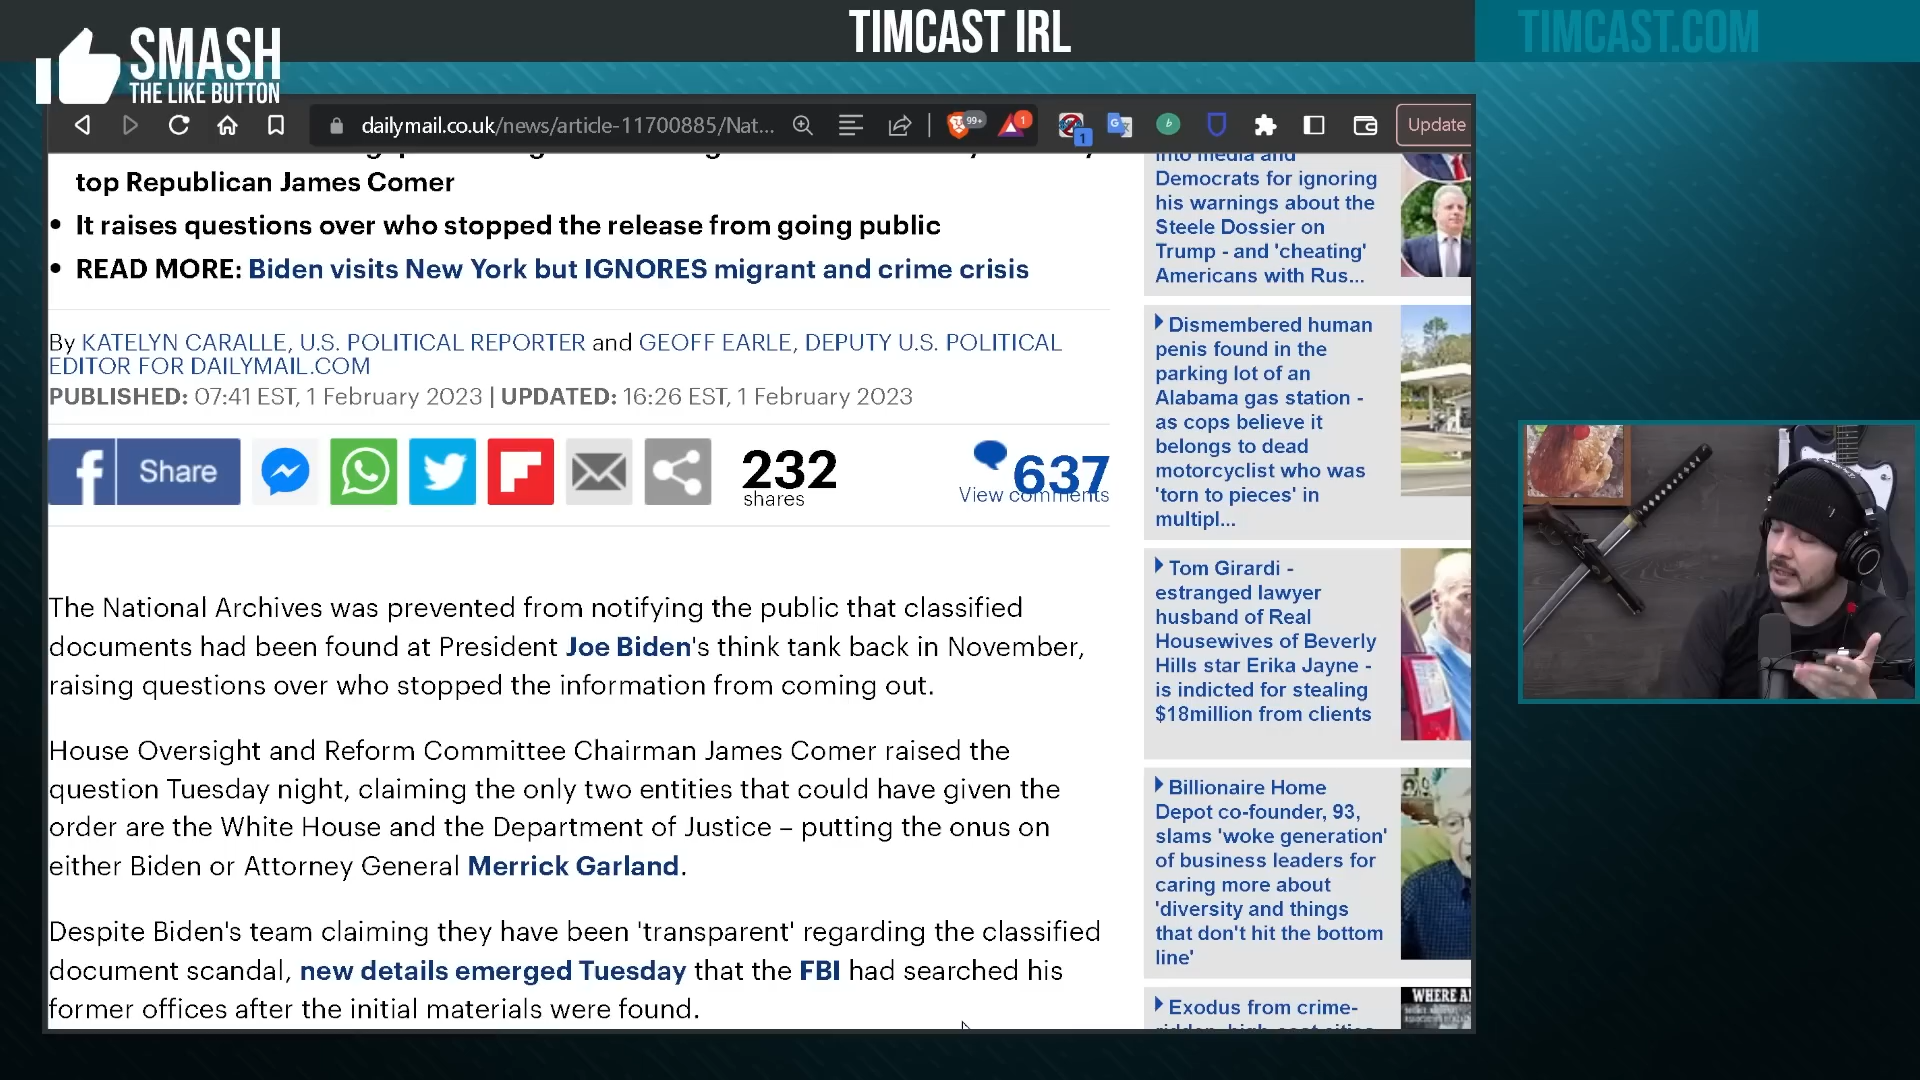 TIMCAST IRL
TIMCAST.COM
SMASH
THE LIKE BUTTON
dailymail.co.uk/news/article-11700885/Nat...
99+
1
1
b
Update
top Republican James Comer
• It raises questions over who stopped the release from going public
• READ MORE: Biden visits New York but IGNORES migrant and crime crisis
By KATELYN CARALLE, U.S. POLITICAL REPORTER and GEOFF EARLE, DEPUTY U.S. POLITICAL
EDITOR FOR DAILYMAIL.COM
PUBLISHED: 07:41 EST, 1 February 2023 | UPDATED: 16:26 EST, 1 February 2023
f Share
232
shares
637
View comments
The National Archives was prevented from notifying the public that classified
documents had been found at President Joe Biden's think tank back in November,
raising questions over who stopped the information from coming out.
House Oversight and Reform Committee Chairman James Comer raised the
question Tuesday night, claiming the only two entities that could have given the
order are the White House and the Department of Justice – putting the onus on
either Biden or Attorney General Merrick Garland.
Despite Biden's team claiming they have been 'transparent' regarding the classified
document scandal, new details emerged Tuesday that the FBI had searched his
former offices after the initial materials were found.
into media and
Democrats for ignoring
his warnings about the
Steele Dossier on
Trump - and 'cheating'
Americans with Rus...
Dismembered human
penis found in the
parking lot of an
Alabama gas station -
as cops believe it
belongs to dead
motorcyclist who was
'torn to pieces' in
multipl...
Tom Girardi -
estranged lawyer
husband of Real
Housewives of Beverly
Hills star Erika Jayne -
is indicted for stealing
$18million from clients
Billionaire Home
Depot co-founder, 93,
slams 'woke generation'
of business leaders for
caring more about
'diversity and things
that don't hit the bottom
line'
Exodus from crime-